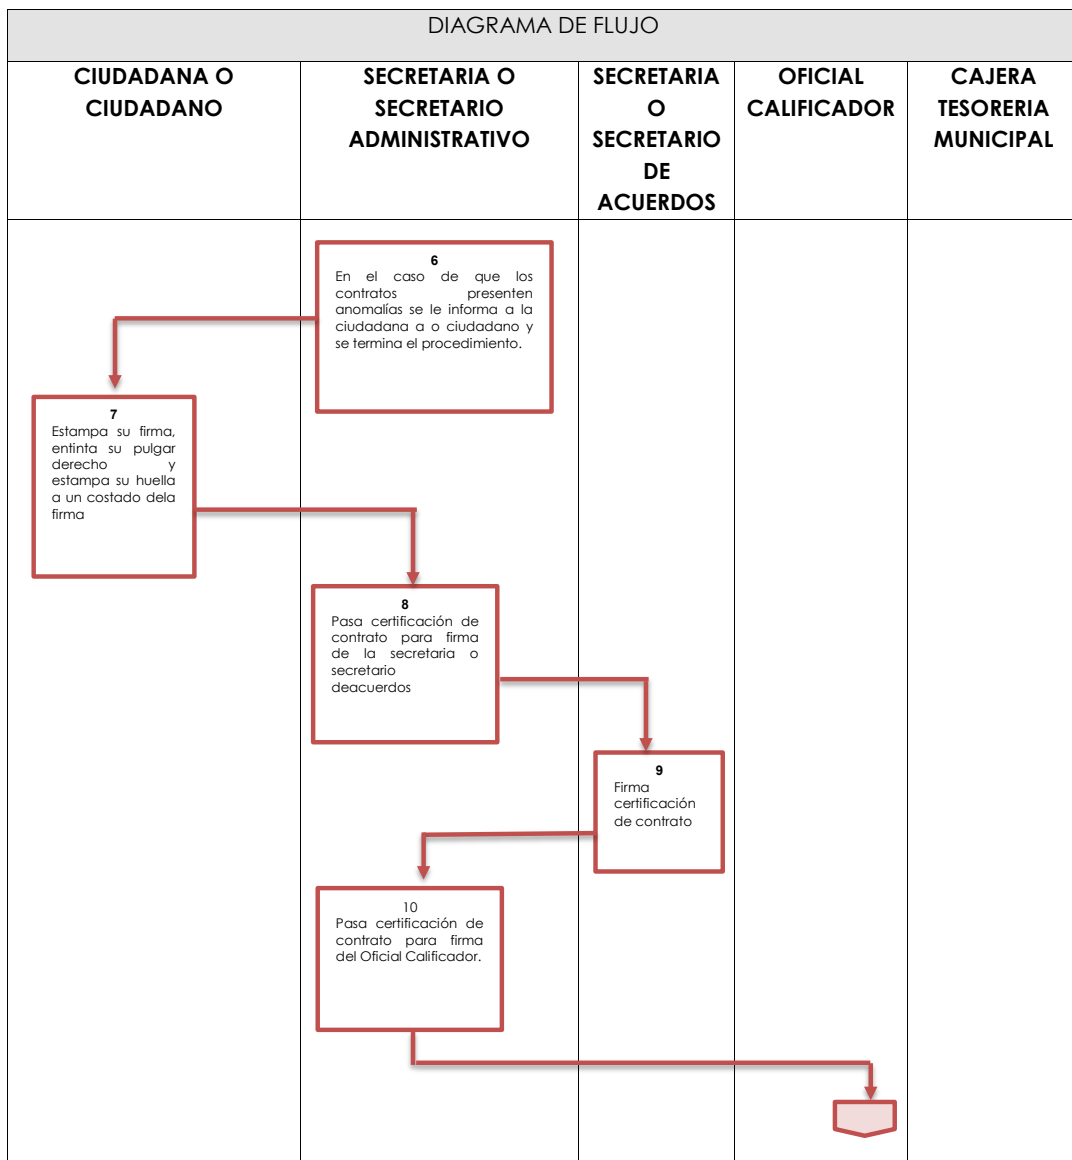 DIAGRAMA DE FLUJO
CIUDADANA O
CIUDADANO
SECRETARIA O
SECRETARIO
ADMINISTRATIVO
SECRETARIA
O
SECRETARIO
DE
ACUERDOS
OFICIAL
CALIFICADOR
CAJERA
TESORERIA
MUNICIPAL
6
En el caso de que los
contratos presenten
anomalías se le informa a la
ciudadana a o ciudadano y
se termina el procedimiento.
7
Estampa su firma,
entinta su pulgar
derecho y
estampa su huella
a un costado dela
firma
8
Pasa certificación de
contrato para firma
de la secretaria o
secretario
deacuerdos
9
Firma
certificación
de contrato
10
Pasa certificación de
contrato para firma
del Oficial Calificador.